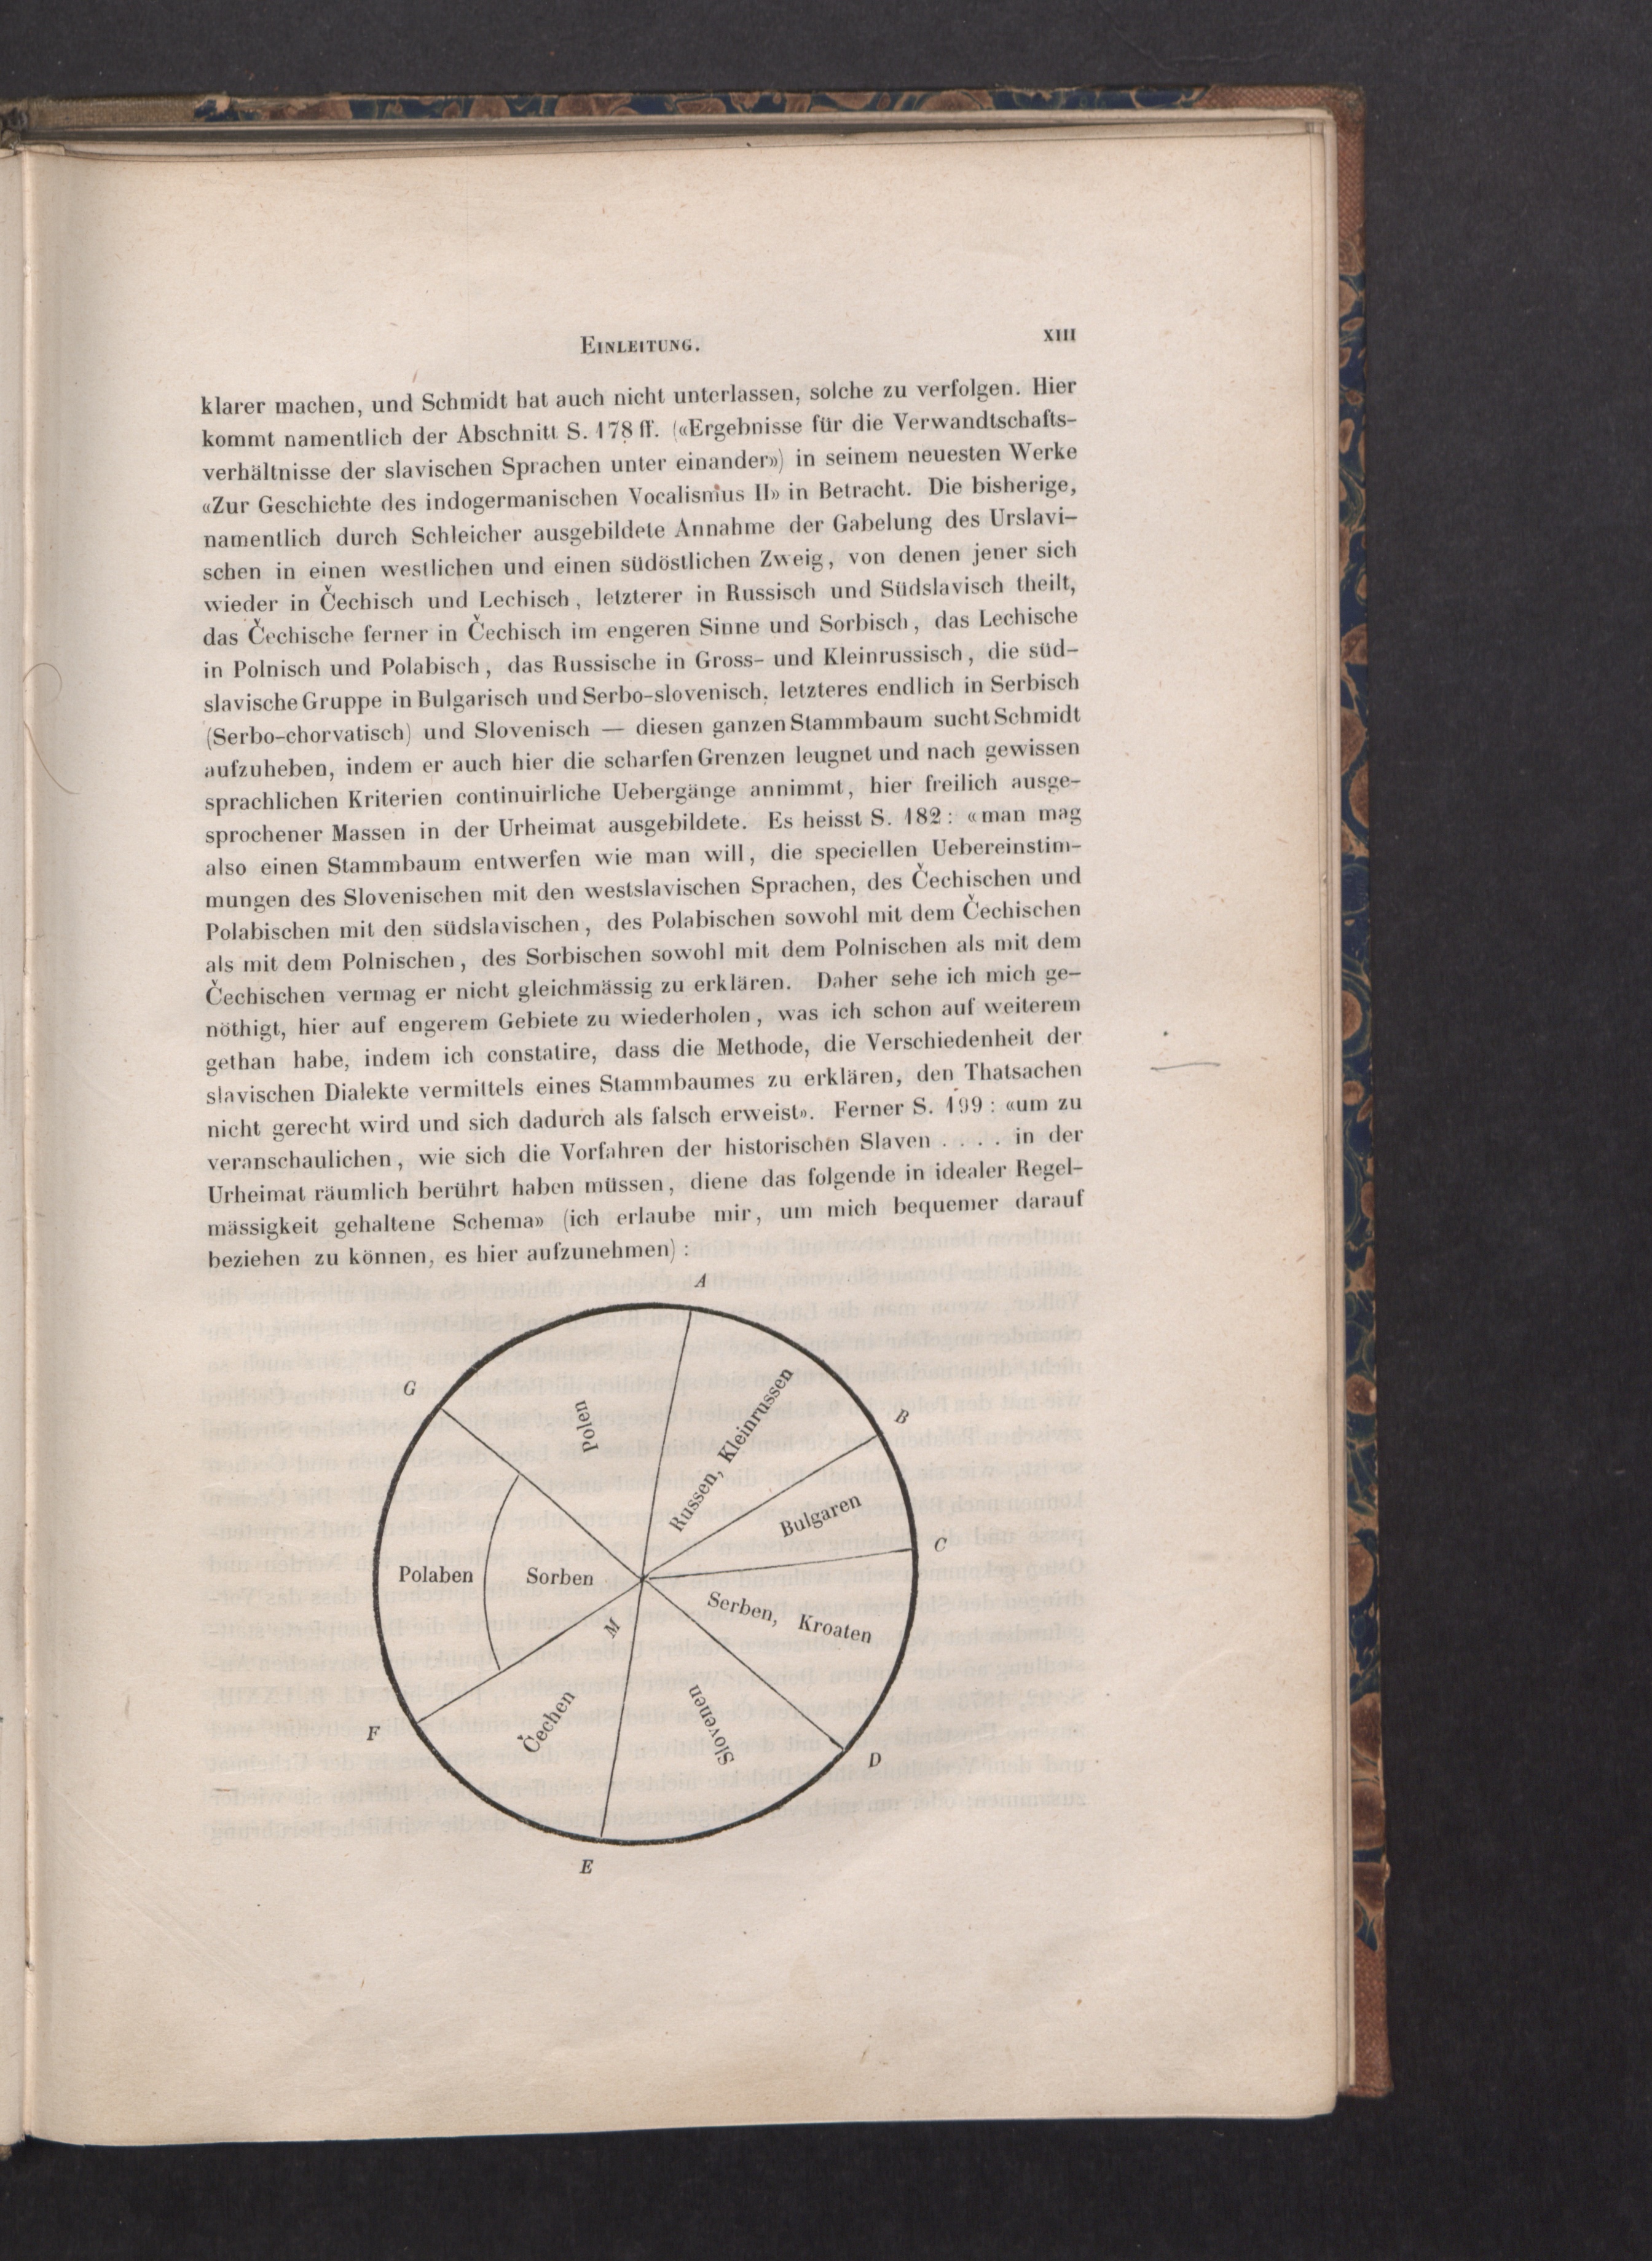 EINLEITUNG.
XIII
klarer machen, und Schmidt hat auch nicht unterlassen, solche zu verfolgen. Hier
kommt namentlich der Abschnitt S. 178 ff. («Ergebnisse für die Verwandtschafts-
verhältnisse der slavischen Sprachen unter einander») in seinem neuesten Werke
«Zur Geschichte des indogermanischen Vocalismus II» in Betracht. Die bisherige,
namentlich durch Schleicher ausgebildete Annahme der Gabelung des Urslavi-
schen in einen westlichen und einen südöstlichen Zweig, von denen jener sich
wieder in Čechisch und Lechisch, letzterer in Russisch und Südslavisch theilt,
das Čechische ferner in Čechisch im engeren Sinne und Sorbisch, das Lechische
in Polnisch und Polabisch, das Russische in Gross- und Kleinrussisch, die süd-
slavische Gruppe in Bulgarisch und Serbo-slovenisch, letzteres endlich in Serbisch
(Serbo-chorvatisch) und Slovenisch — diesen ganzen Stammbaum sucht Schmidt
aufzuheben, indem er auch hier die scharfen Grenzen leugnet und nach gewissen
sprachlichen Kriterien continuirliche Uebergänge annimmt, hier freilich ausge-
sprochener Massen in der Urheimat ausgebildete. Es heisst S. 182: «man mag
also einen Stammbaum entwerfen wie man will, die speciellen Uebereinstim-
mungen des Slovenischen mit den westslavischen Sprachen, des Čechischen und
Polabischen mit den südslavischen, des Polabischen sowohl mit dem Čechischen
als mit dem Polnischen, des Sorbischen sowohl mit dem Polnischen als mit dem
Čechischen vermag er nicht gleichmässig zu erklären. Daher sehe ich mich ge-
nöthigt, hier auf engerem Gebiete zu wiederholen, was ich schon auf weiterem
gethan habe, indem ich constatire, dass die Methode, die Verschiedenheit der
slavischen Dialekte vermittels eines Stammbaumes zu erklären, den Thatsachen
nicht gerecht wird und sich dadurch als falsch erweist». Ferner S. 199: «um zu
veranschaulichen, wie sich die Vorfahren der historischen Slaven . . . . in der
Urheimat räumlich berührt haben müssen, diene das folgende in idealer Regel-
mässigkeit gehaltene Schema» (ich erlaube mir, um mich bequemer darauf
beziehen zu können, es hier aufzunehmen):
A
G
B
Polen
Russen, Kleinrussen
Bulgaren
C
Polaben
Sorben
Serben, Kroaten
M
Čechen
Slovenen
F
D
E